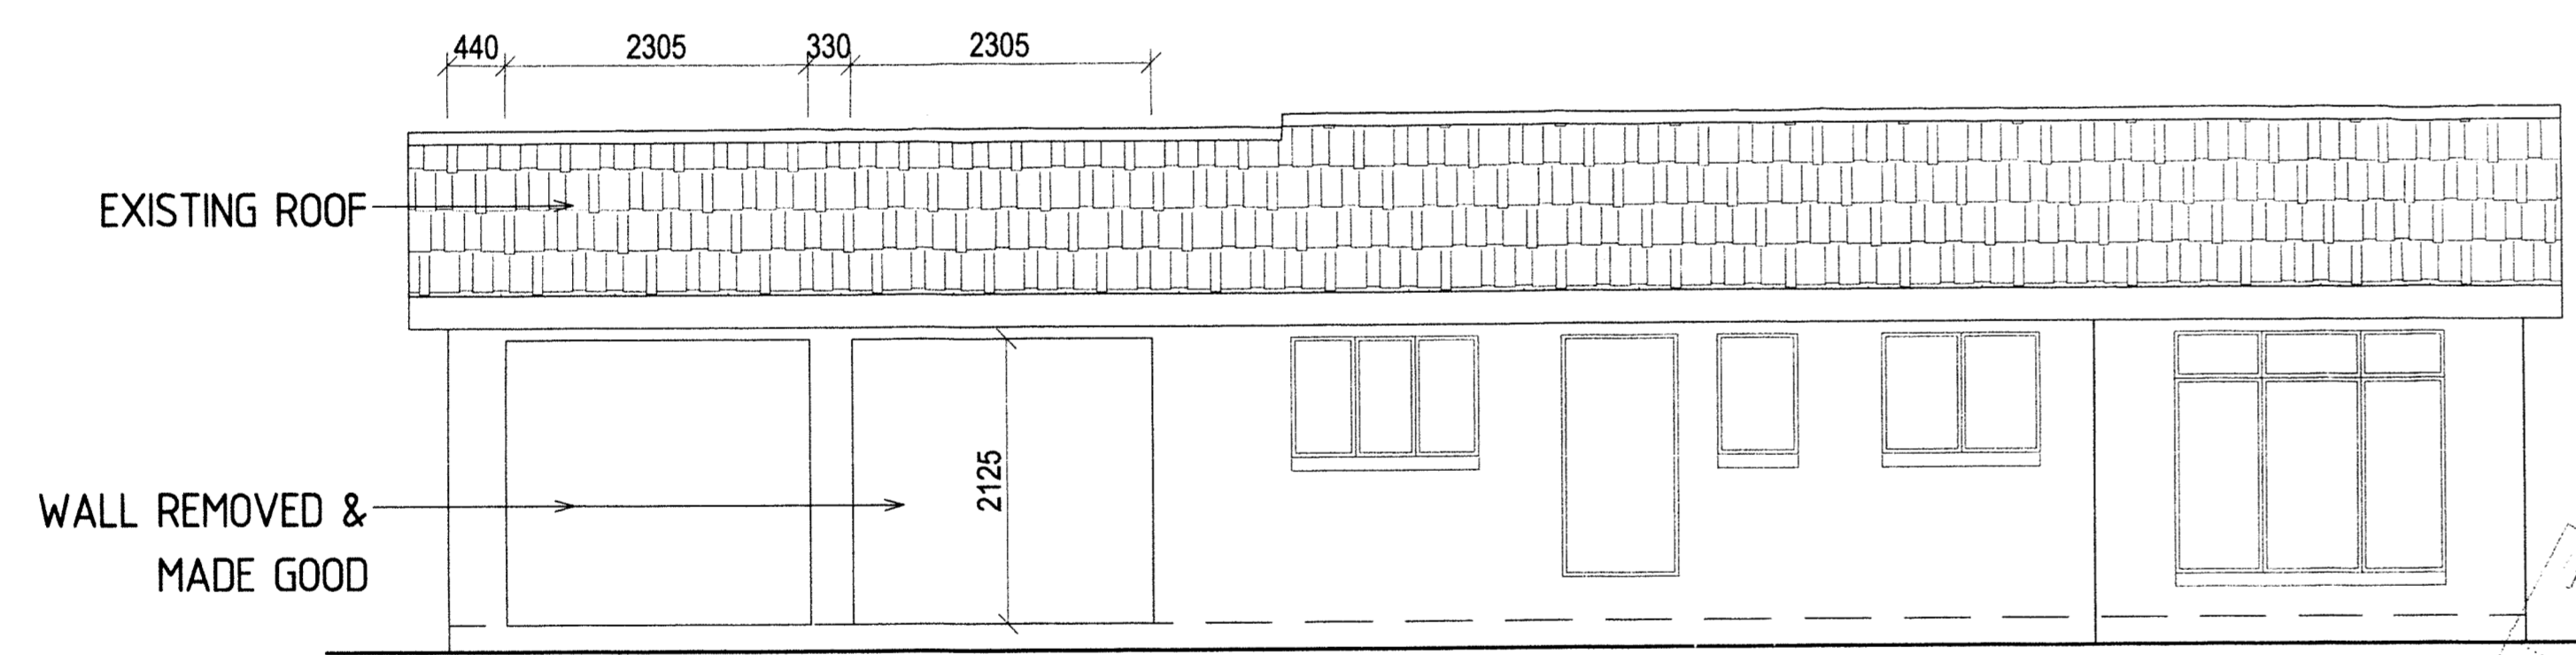 440 2305 330 2305
EXISTING ROOF
2125
WALL REMOVED &
MADE GOOD